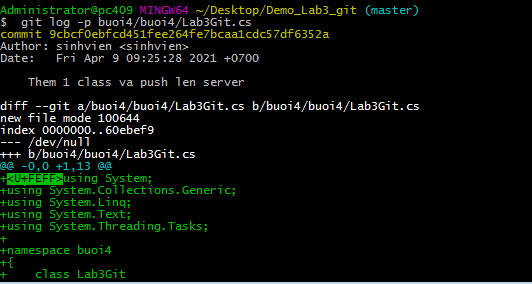 Administrator@pc409 MINGW64 ~/Desktop/Demo_Lab3_git (master)
$ git log -p buoi4/buoi4/Lab3Git.cs
commit 9cbcf0ebfcd451fee264fe7bcaa1cdc57df6352a
Author: sinhvien <sinhvien>
Date:   Fri Apr 9 09:25:28 2021 +0700

    Them 1 class va push len server

diff --git a/buoi4/buoi4/Lab3Git.cs b/buoi4/buoi4/Lab3Git.cs
new file mode 100644
index 0000000..60ebef9
--- /dev/null
+++ b/buoi4/buoi4/Lab3Git.cs
@@ -0,0 +1,13 @@
+<U+FEFF>using System;
+using System.Collections.Generic;
+using System.Linq;
+using System.Text;
+using System.Threading.Tasks;
+
+namespace buoi4
+{
+    class Lab3Git